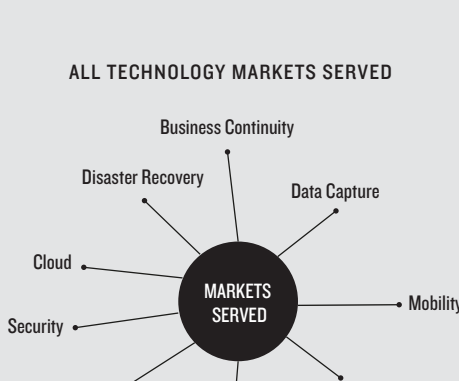 ALL TECHNOLOGY MARKETS SERVED
Business Continuity
Disaster Recovery
Data Capture
Cloud
MARKETS
SERVED
Mobility
Security